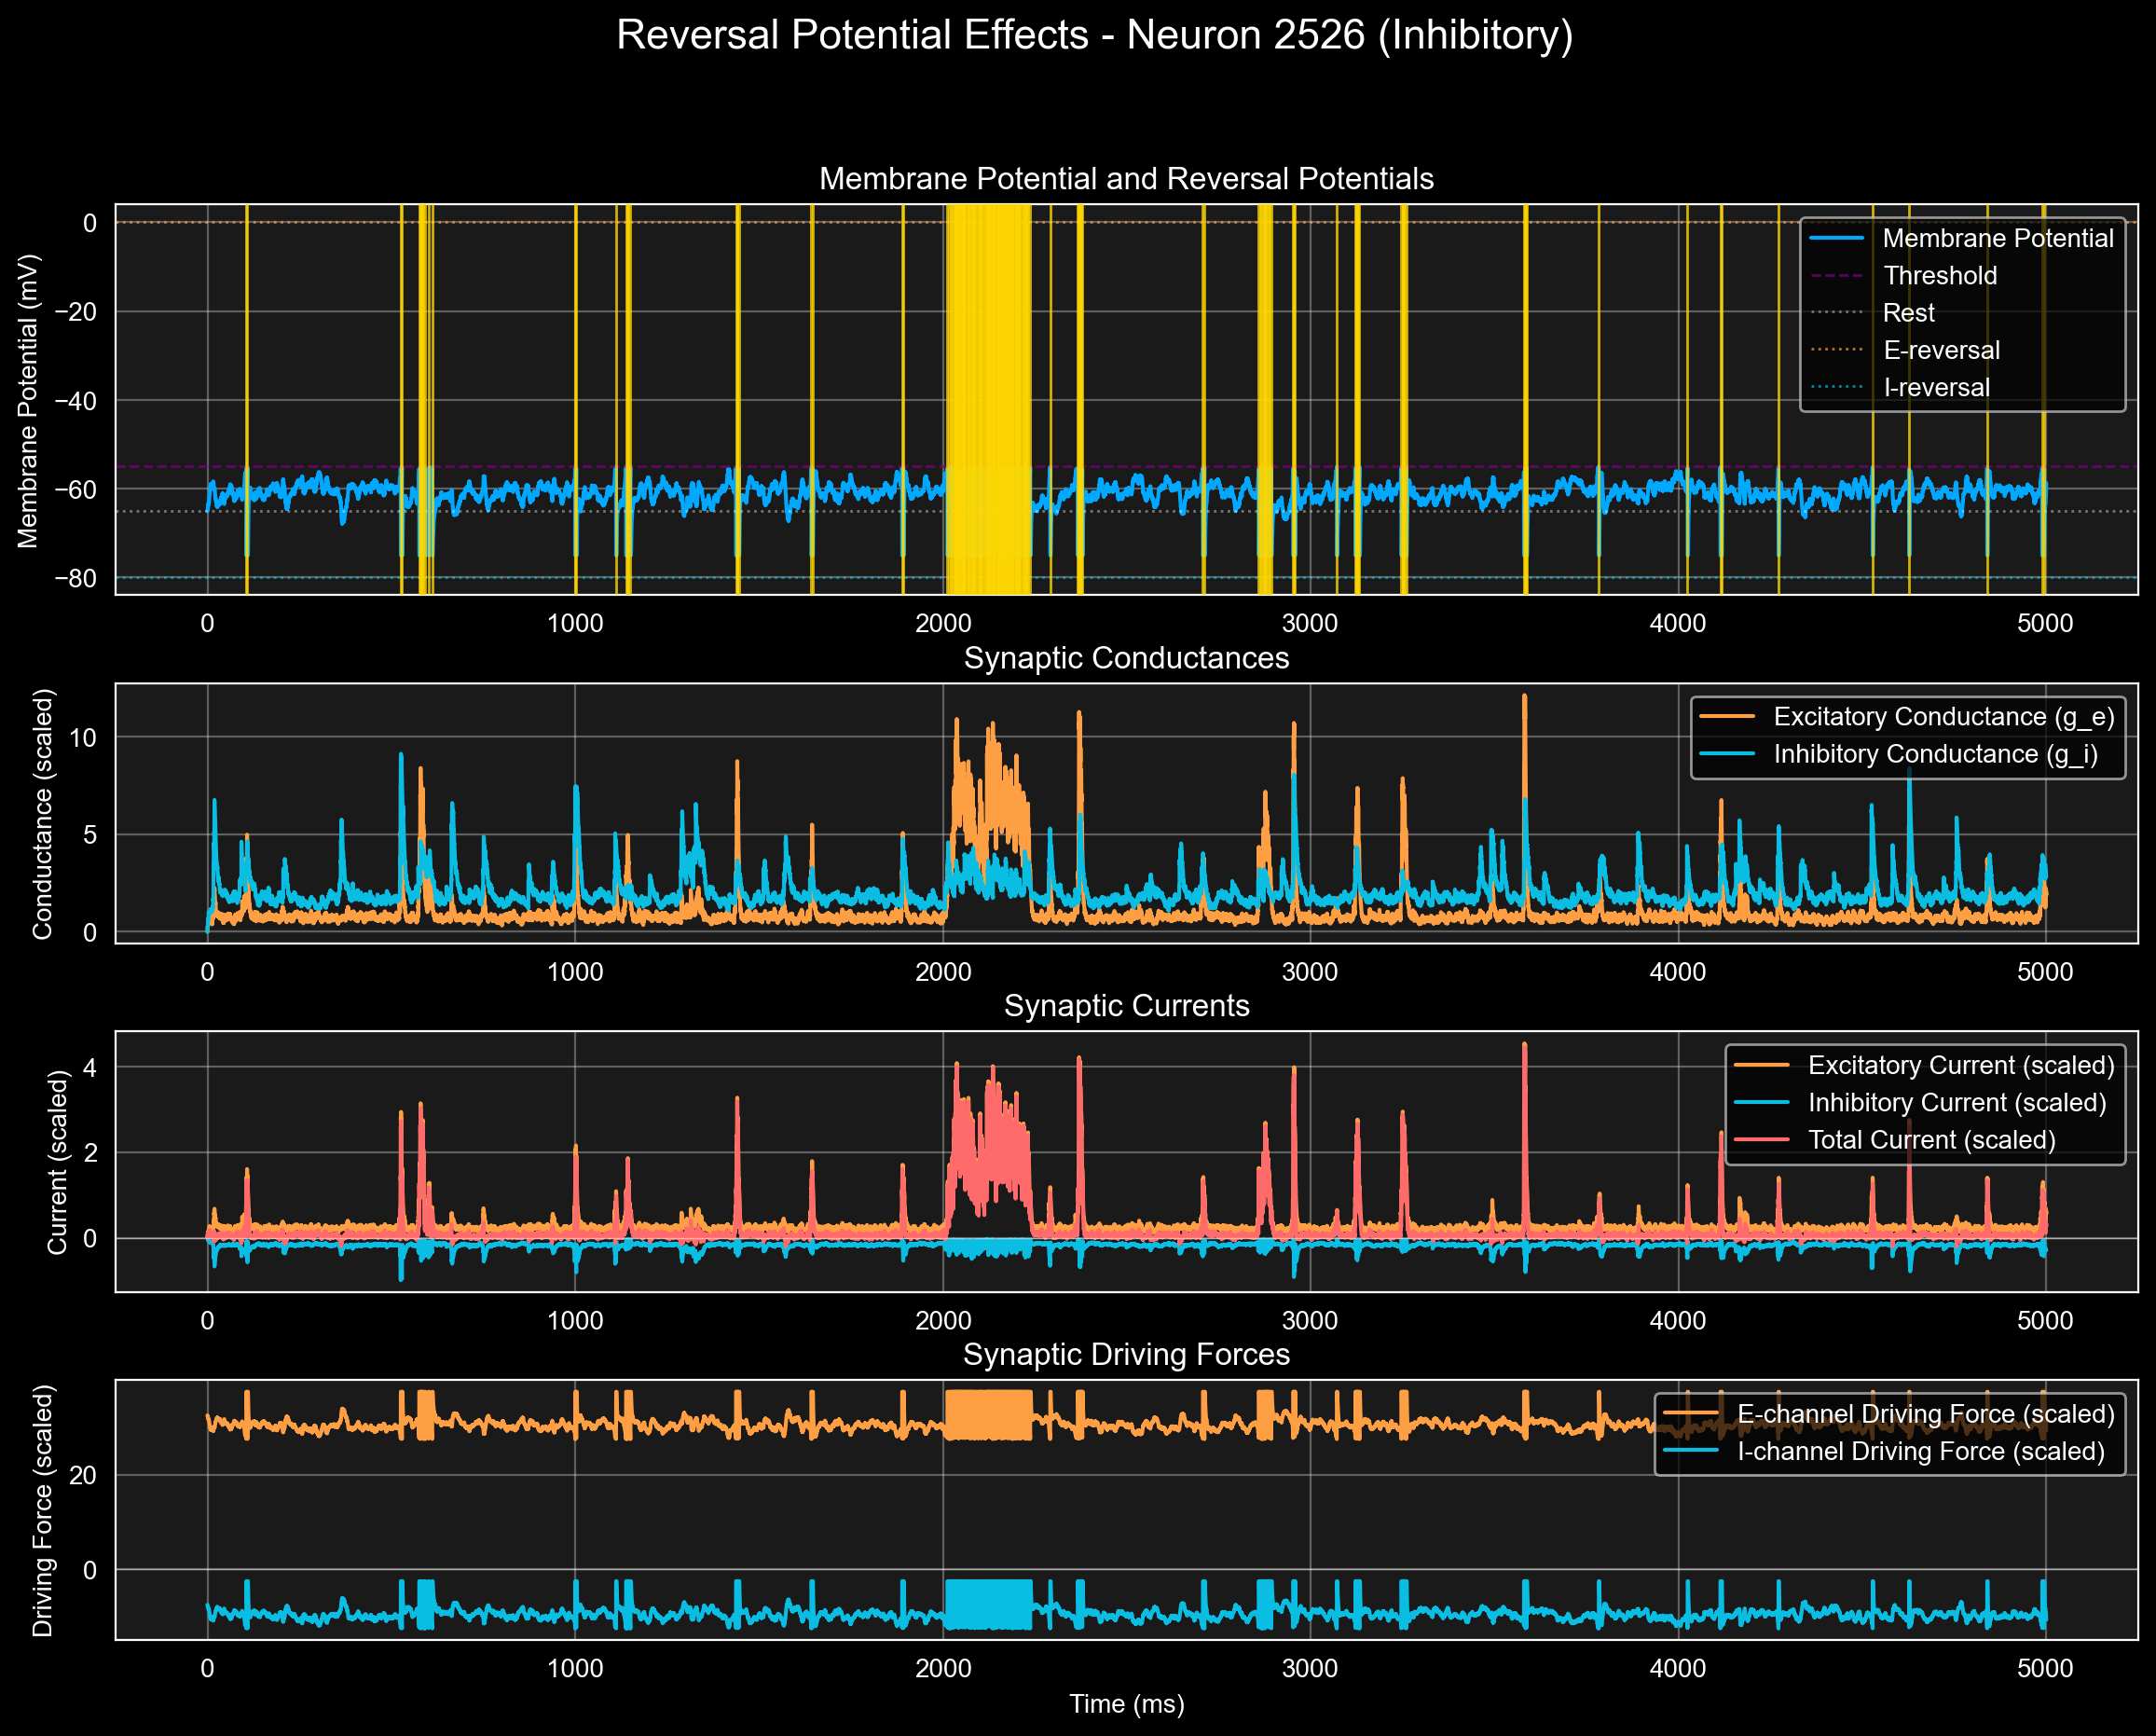 Reversal Potential Effects - Neuron 2526 (Inhibitory)
Membrane Potential and Reversal Potentials
Membrane Potential (mV)
0
−20
−40
−60
−80
Membrane Potential
Threshold
Rest
E-reversal
I-reversal
0 1000 2000 3000 4000 5000
Synaptic Conductances
Conductance (scaled)
10
5
0
Excitatory Conductance (g_e)
Inhibitory Conductance (g_i)
0 1000 2000 3000 4000 5000
Synaptic Currents
Current (scaled)
4
2
0
Excitatory Current (scaled)
Inhibitory Current (scaled)
Total Current (scaled)
0 1000 2000 3000 4000 5000
Synaptic Driving Forces
Driving Force (scaled)
20
0
E-channel Driving Force (scaled)
I-channel Driving Force (scaled)
0 1000 2000 3000 4000 5000
Time (ms)